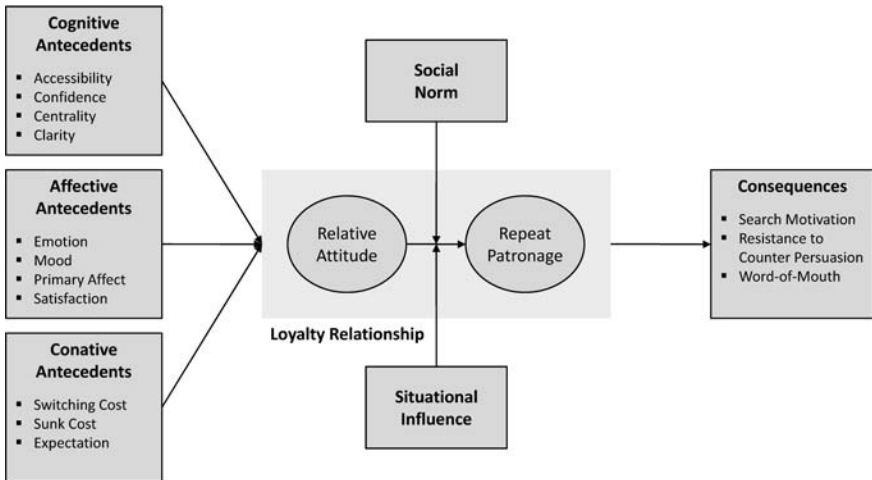 Cognitive
Antecedents
▪ Accessibility
▪ Confidence
▪ Centrality
▪ Clarity
Social
Norm
Affective
Antecedents
▪ Emotion
▪ Mood
▪ Primary Affect
▪ Satisfaction
Relative
Attitude
Repeat
Patronage
Loyalty Relationship
Consequences
▪ Search Motivation
▪ Resistance to
Counter Persuasion
▪ Word-of-Mouth
Conative
Antecedents
▪ Switching Cost
▪ Sunk Cost
▪ Expectation
Situational
Influence